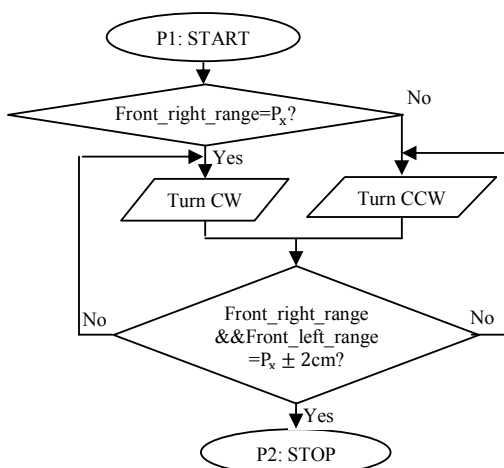 P1: START
Front_right_range=Pₓ?
No
Yes
Turn CW
Turn CCW
Front_right_range
&&Front_left_range
=Pₓ ± 2cm?
No
No
Yes
P2: STOP